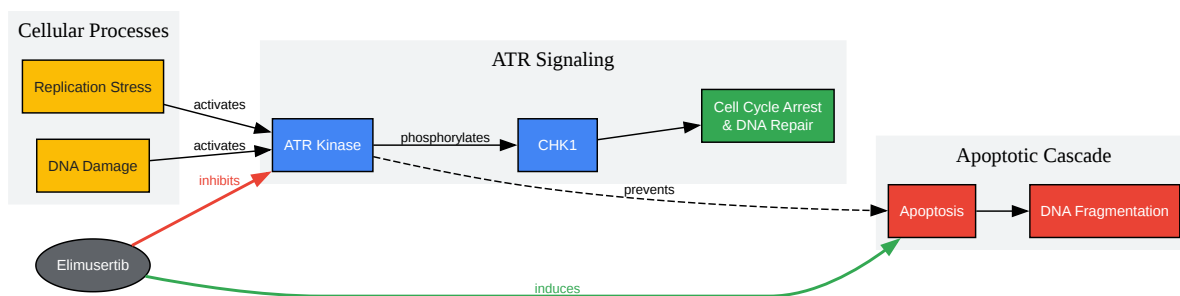 Cellular Processes
Replication Stress
DNA Damage
activates
activates
inhibits
Elimusertib
ATR Signaling
ATR Kinase
phosphorylates
CHK1
Cell Cycle Arrest
& DNA Repair
prevents
induces
Apoptotic Cascade
Apoptosis
DNA Fragmentation